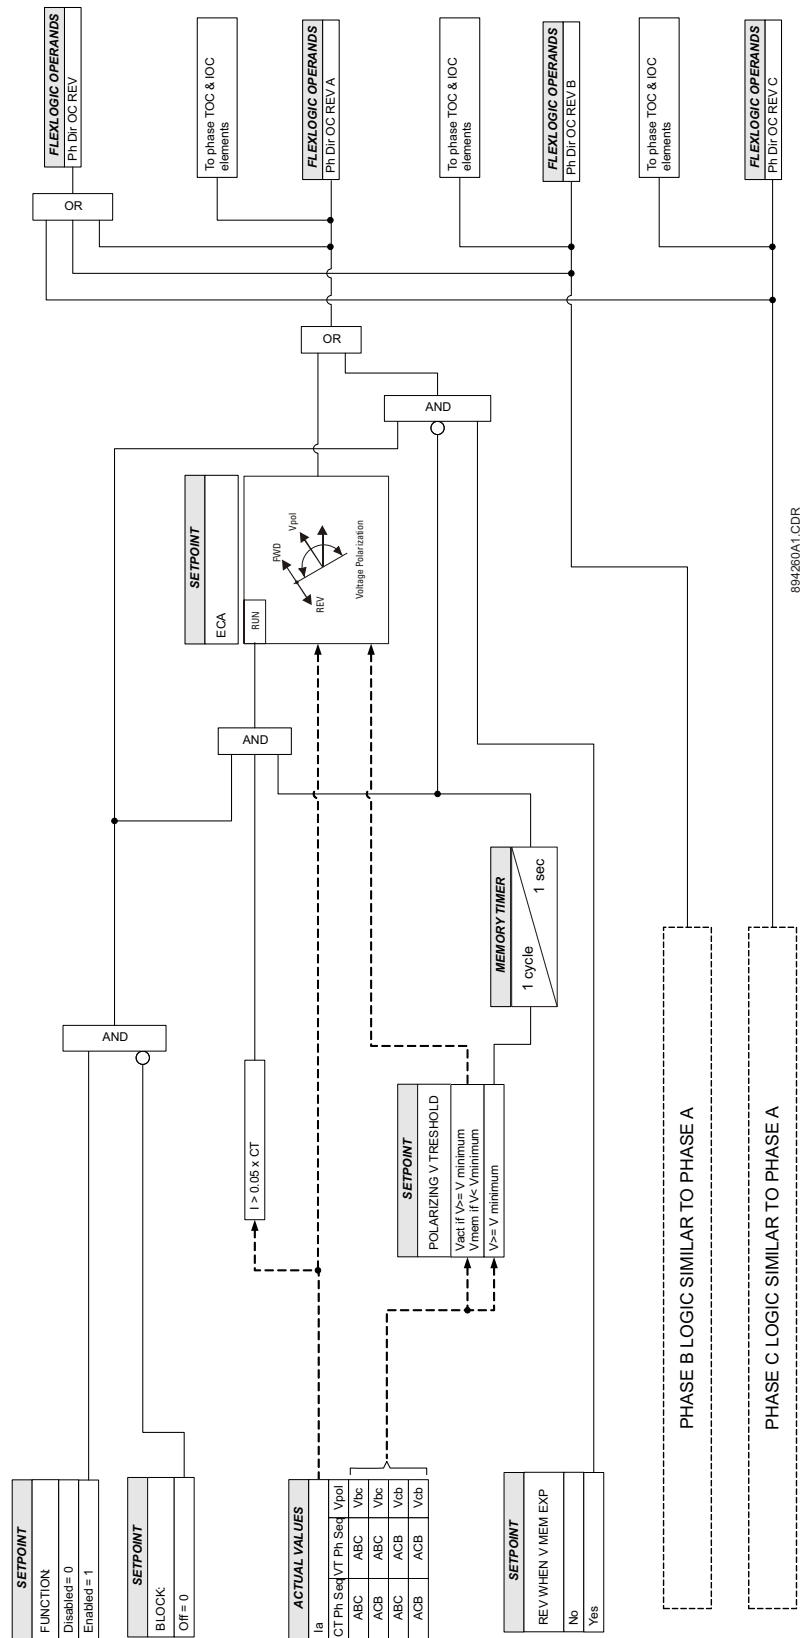 SETPOINT
FUNCTION:
Disabled = 0
Enabled = 1
SETPOINT
BLOCK:
Off = 0
ACTUAL VALUES
Ia
CT Ph Seq VT Ph Seq Vpol
ABC ABC Vbc
ACB ABC Vbc
ABC ACB Vcb
ACB ACB Vcb
SETPOINT
REV WHEN V MEM EXP
No
Yes
AND
I > 0.05 x CT
SETPOINT
POLARIZING V TRESHOLD
Vact if V>= V minimum
Vmem if V< Vminimum
V>= V minimum
MEMORY TIMER
1 cycle
1 sec
AND
SETPOINT
ECA
RUN
FWD
REV
Vpol
Voltage Polarization
AND
OR
OR
FLEXLOGIC OPERANDS
Ph Dir OC REV
To phase TOC & IOC
elements
FLEXLOGIC OPERANDS
Ph Dir OC REV A
To phase TOC & IOC
elements
FLEXLOGIC OPERANDS
Ph Dir OC REV B
To phase TOC & IOC
elements
FLEXLOGIC OPERANDS
Ph Dir OC REV C
PHASE B LOGIC SIMILAR TO PHASE A
PHASE C LOGIC SIMILAR TO PHASE A
894260A1.CDR